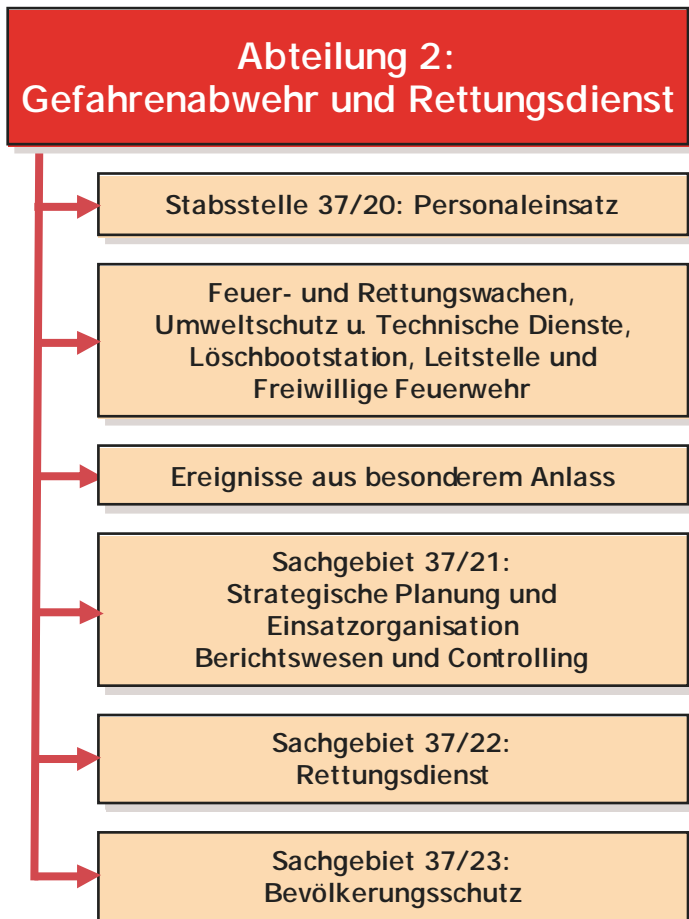 Abteilung 2:
Gefahrenabwehr und Rettungsdienst
Stabsstelle 37/20: Personaleinsatz
Feuer- und Rettungswachen,
Umweltschutz u. Technische Dienste,
Löschbootstation, Leitstelle und
Freiwillige Feuerwehr
Ereignisse aus besonderem Anlass
Sachgebiet 37/21:
Strategische Planung und
Einsatzorganisation
Berichtswesen und Controlling
Sachgebiet 37/22:
Rettungsdienst
Sachgebiet 37/23:
Bevölkerungsschutz